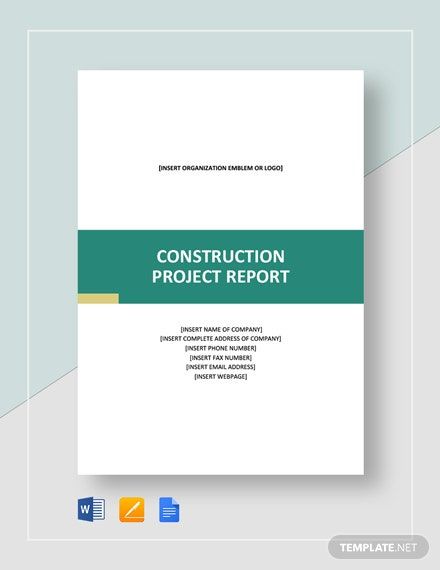 [INSERT ORGANIZATION EMBLEM OR LOGO]
CONSTRUCTION
PROJECT REPORT
[INSERT NAME OF COMPANY]
[INSERT COMPLETE ADDRESS OF COMPANY]
[INSERT PHONE NUMBER]
[INSERT FAX NUMBER]
[INSERT EMAIL ADDRESS]
[INSERT WEBPAGE]
W
TEMPLATE.NET